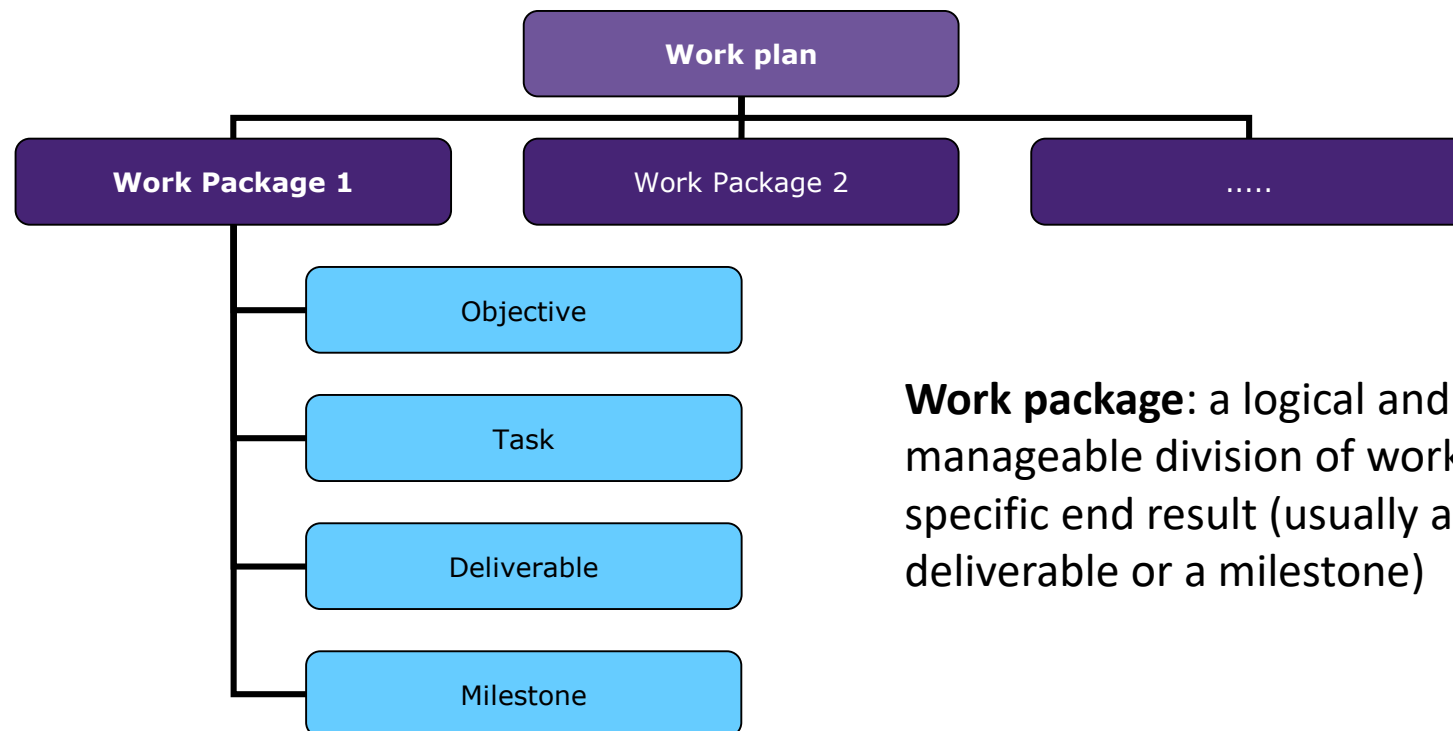 Work plan
Work Package 1
Work Package 2
.....
Objective
Task
Deliverable
Milestone
Work package: a logical and
manageable division of work
specific end result (usually a
deliverable or a milestone)